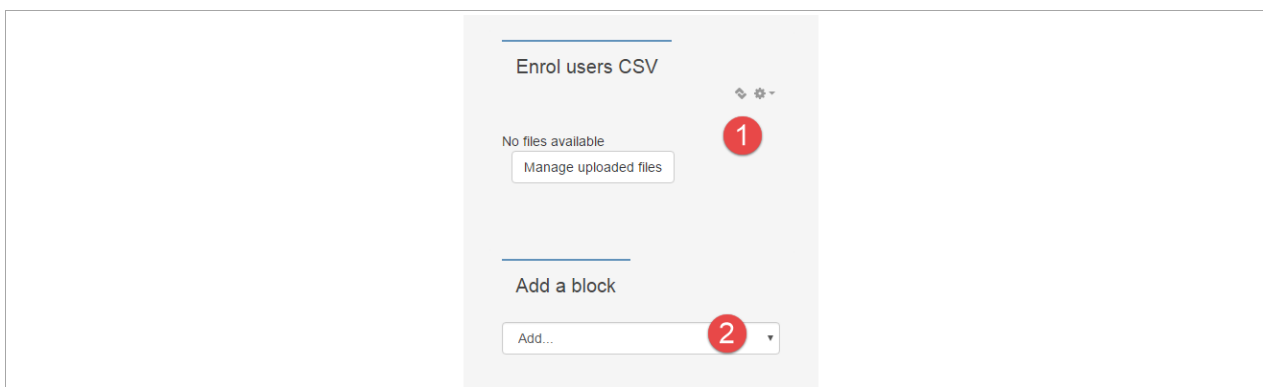 Enrol users CSV
1
No files available
Manage uploaded files
Add a block
Add...
2